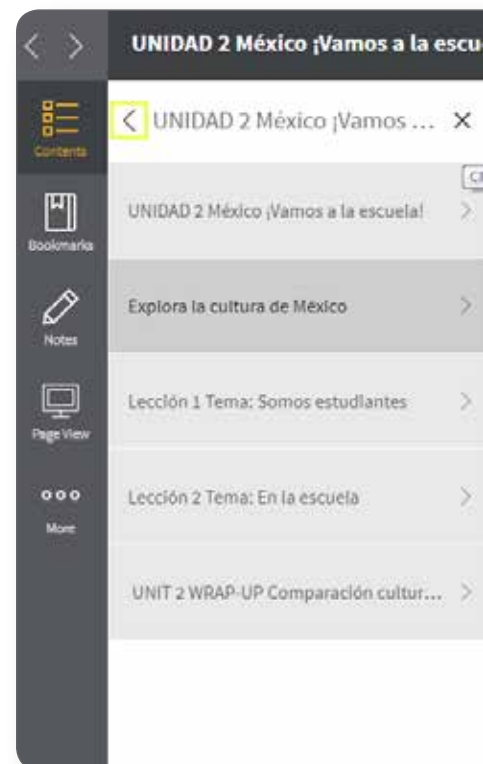 UNIDAD 2 México ¡Vamos a la escu
UNIDAD 2 México ¡Vamos ...
Contents
UNIDAD 2 México ¡Vamos a la escuela!
Bookmarks
Explora la cultura de México
Notes
Lección 1 Tema: Somos estudiantes
Page View
Lección 2 Tema: En la escuela
More
UNIT 2 WRAP-UP Comparación cultur...